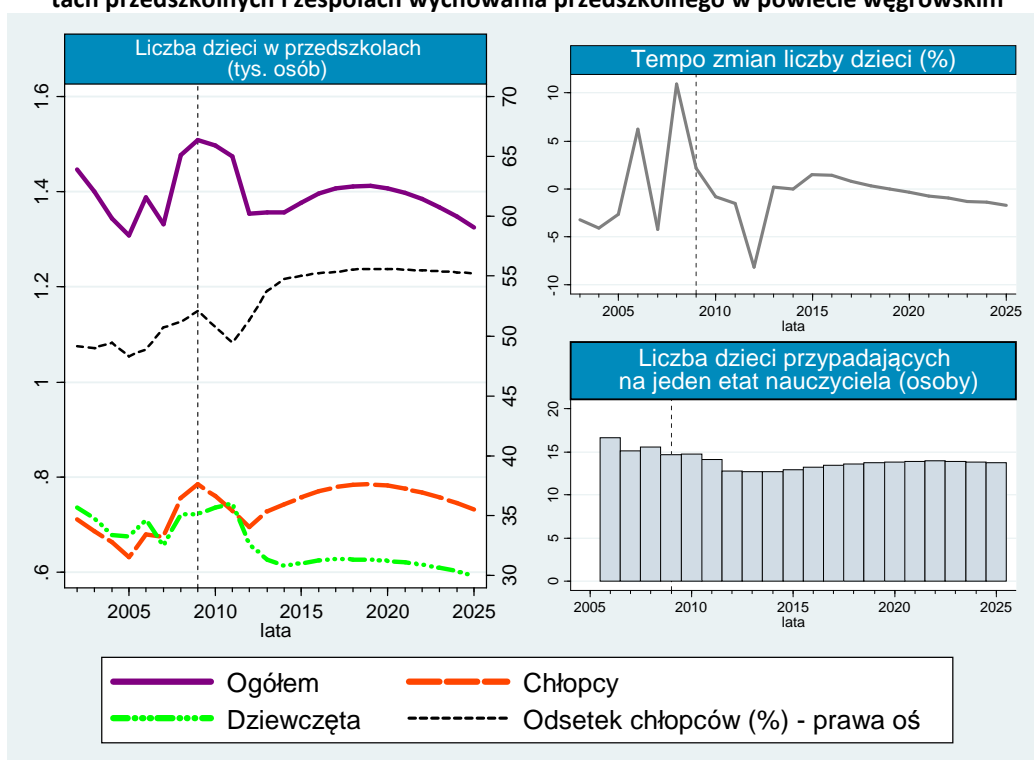 tach przedszkolnych i zespołach wychowania przedszkolnego w powiecie węgrowskim
Liczba dzieci w przedszkolach
(tys. osób)
1.6
1.4
1.2
1
.8
.6
70
65
60
55
50
45
40
35
30
2005 2010 2015 2020 2025
lata
Tempo zmian liczby dzieci (%)
10
5
0
-5
-10
2005 2010 2015 2020 2025
lata
Liczba dzieci przypadających
na jeden etat nauczyciela (osoby)
20
15
10
5
0
2005 2010 2015 2020 2025
lata
Ogółem Chłopcy
Dziewczęta Odsetek chłopców (%) - prawa oś